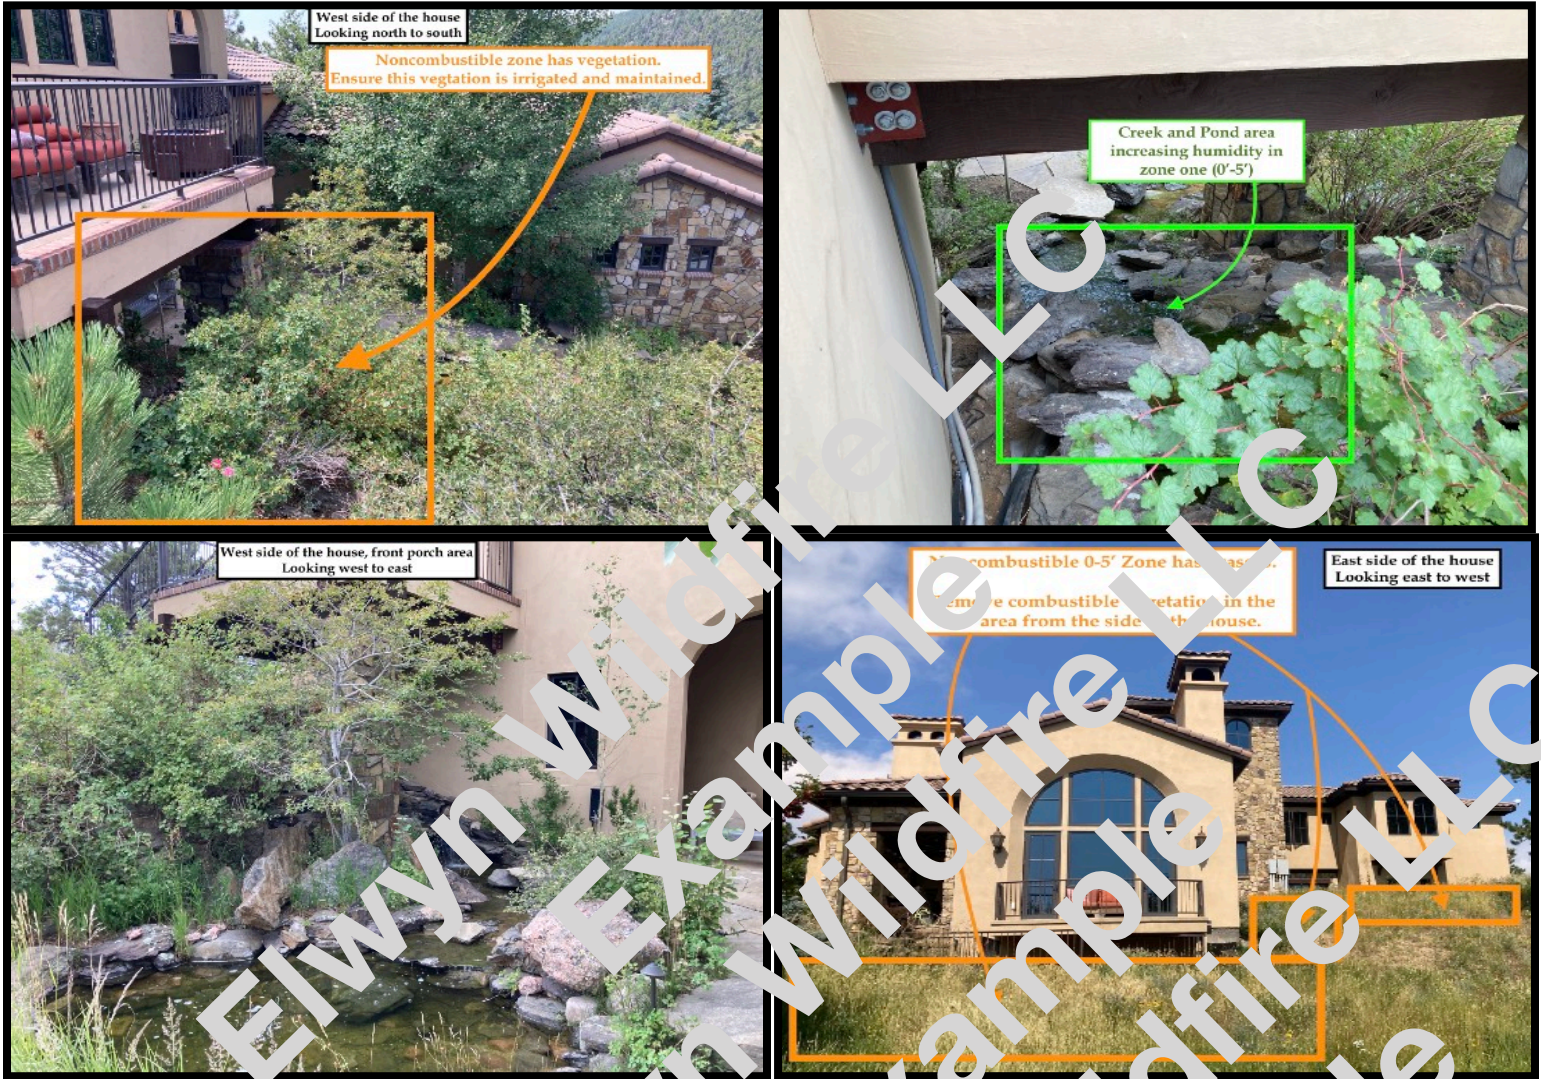 West side of the house
Looking north to south
Noncombustible zone has vegetation.
Ensure this vegtation is irrigated and maintained.
Creek and Pond area
increasing humidity in
zone one (0'-5')
West side of the house, front porch area
Looking west to east
combustible 0-5' Zone has
combustible in the
area from the side house.
East side of the house
Looking east to west
Elwyn Wildfire LLC
Example
Wildfire LLC
Example
LLC